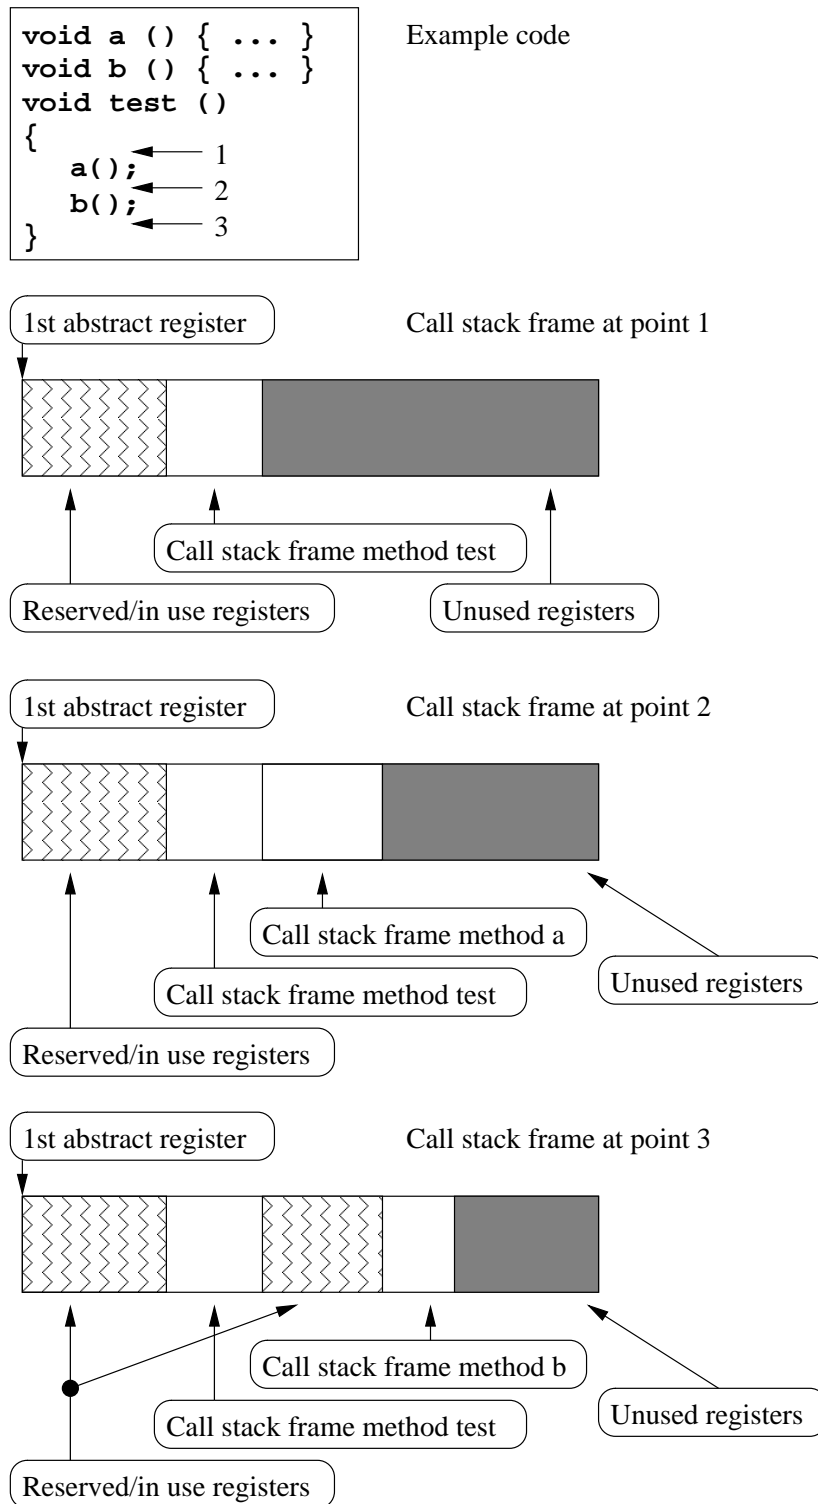 void a () { ... }
Example code
void b () { ... }
void test ()
{
1
a();
2
b();
3
}
1st abstract register
Call stack frame at point 1
Call stack frame method test
Reserved/in use registers
Unused registers
1st abstract register
Call stack frame at point 2
Call stack frame method a
Unused registers
Call stack frame method test
Reserved/in use registers
1st abstract register
Call stack frame at point 3
Call stack frame method b
Unused registers
Call stack frame method test
Reserved/in use registers